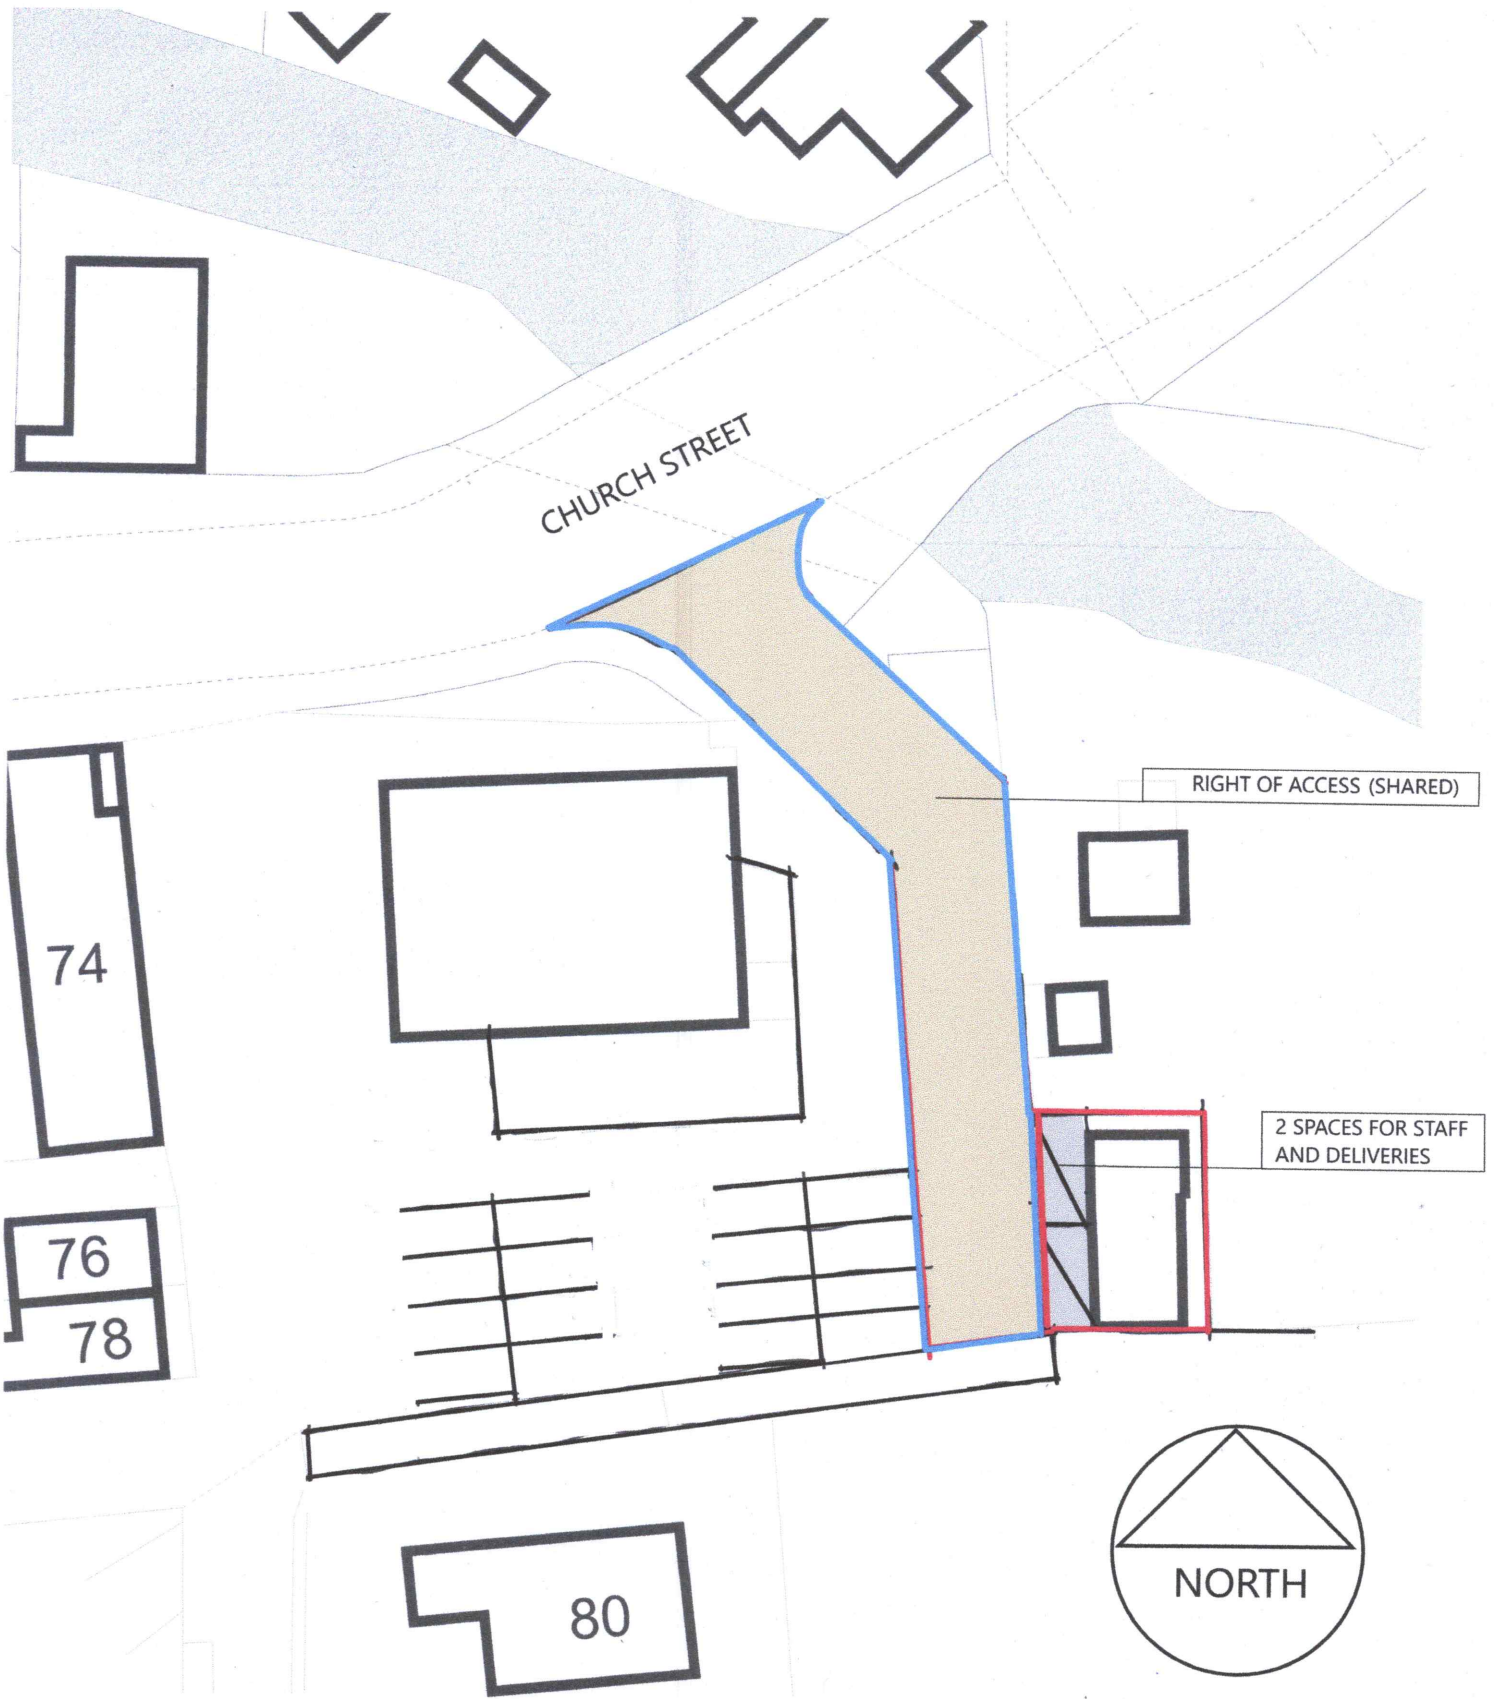 CHURCH STREET
RIGHT OF ACCESS (SHARED)
74
2 SPACES FOR STAFF
AND DELIVERIES
76
78
NORTH
80